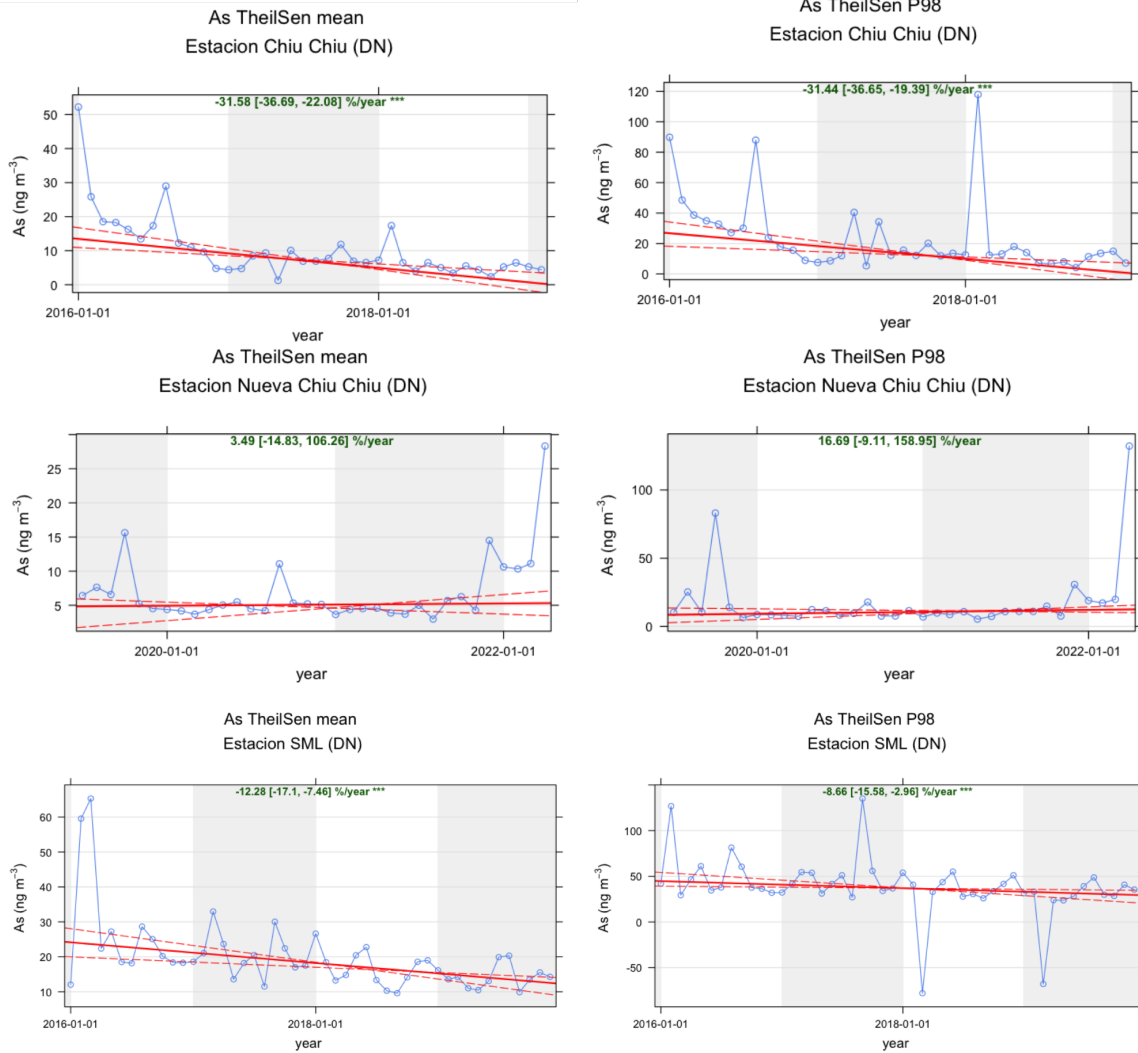 As TheilSen mean
Estacion Chiu Chiu (DN)
-31.58 [-36.69, -22.08] %/year ***
50
40
30
20
10
0
As (ng m−3)
2016-01-01
2018-01-01
year
As TheilSen P98
Estacion Chiu Chiu (DN)
-31.44 [-36.65, -19.39] %/year ***
120
100
80
60
40
20
0
As (ng m−3)
2016-01-01
2018-01-01
year
As TheilSen mean
Estacion Nueva Chiu Chiu (DN)
3.49 [-14.83, 106.26] %/year
25
20
15
10
5
As (ng m−3)
2020-01-01
2022-01-01
year
As TheilSen P98
Estacion Nueva Chiu Chiu (DN)
16.69 [-9.11, 158.95] %/year
100
50
0
As (ng m−3)
2020-01-01
2022-01-01
year
As TheilSen mean
Estacion SML (DN)
-12.28 [-17.1, -7.46] %/year ***
60
50
40
30
20
10
As (ng m−3)
2016-01-01
2018-01-01
year
As TheilSen P98
Estacion SML (DN)
-8.66 [-15.58, -2.96] %/year ***
100
50
0
-50
As (ng m−3)
2016-01-01
2018-01-01
year